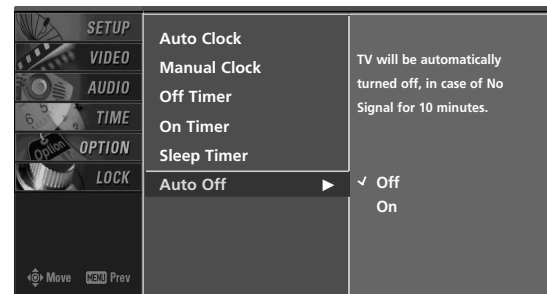 SETUP
VIDEO
AUDIO
TIME
OPTION
LOCK
Move MENU Prev
Auto Clock
Manual Clock
Off Timer
On Timer
Sleep Timer
Auto Off ►
TV will be automatically
turned off, in case of No
Signal for 10 minutes.
✓ Off
On